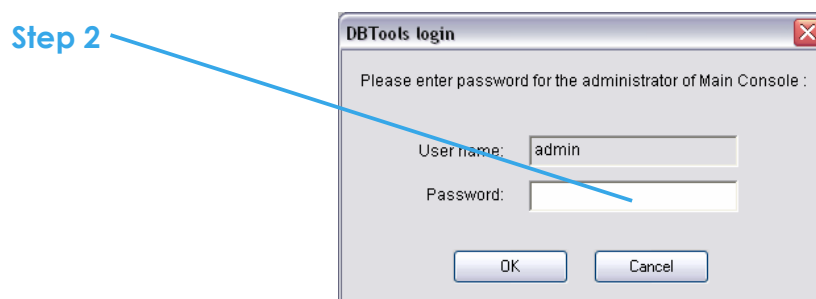 Step 2
DBTools login
Please enter password for the administrator of Main Console :
User name: admin
Password:
OK Cancel